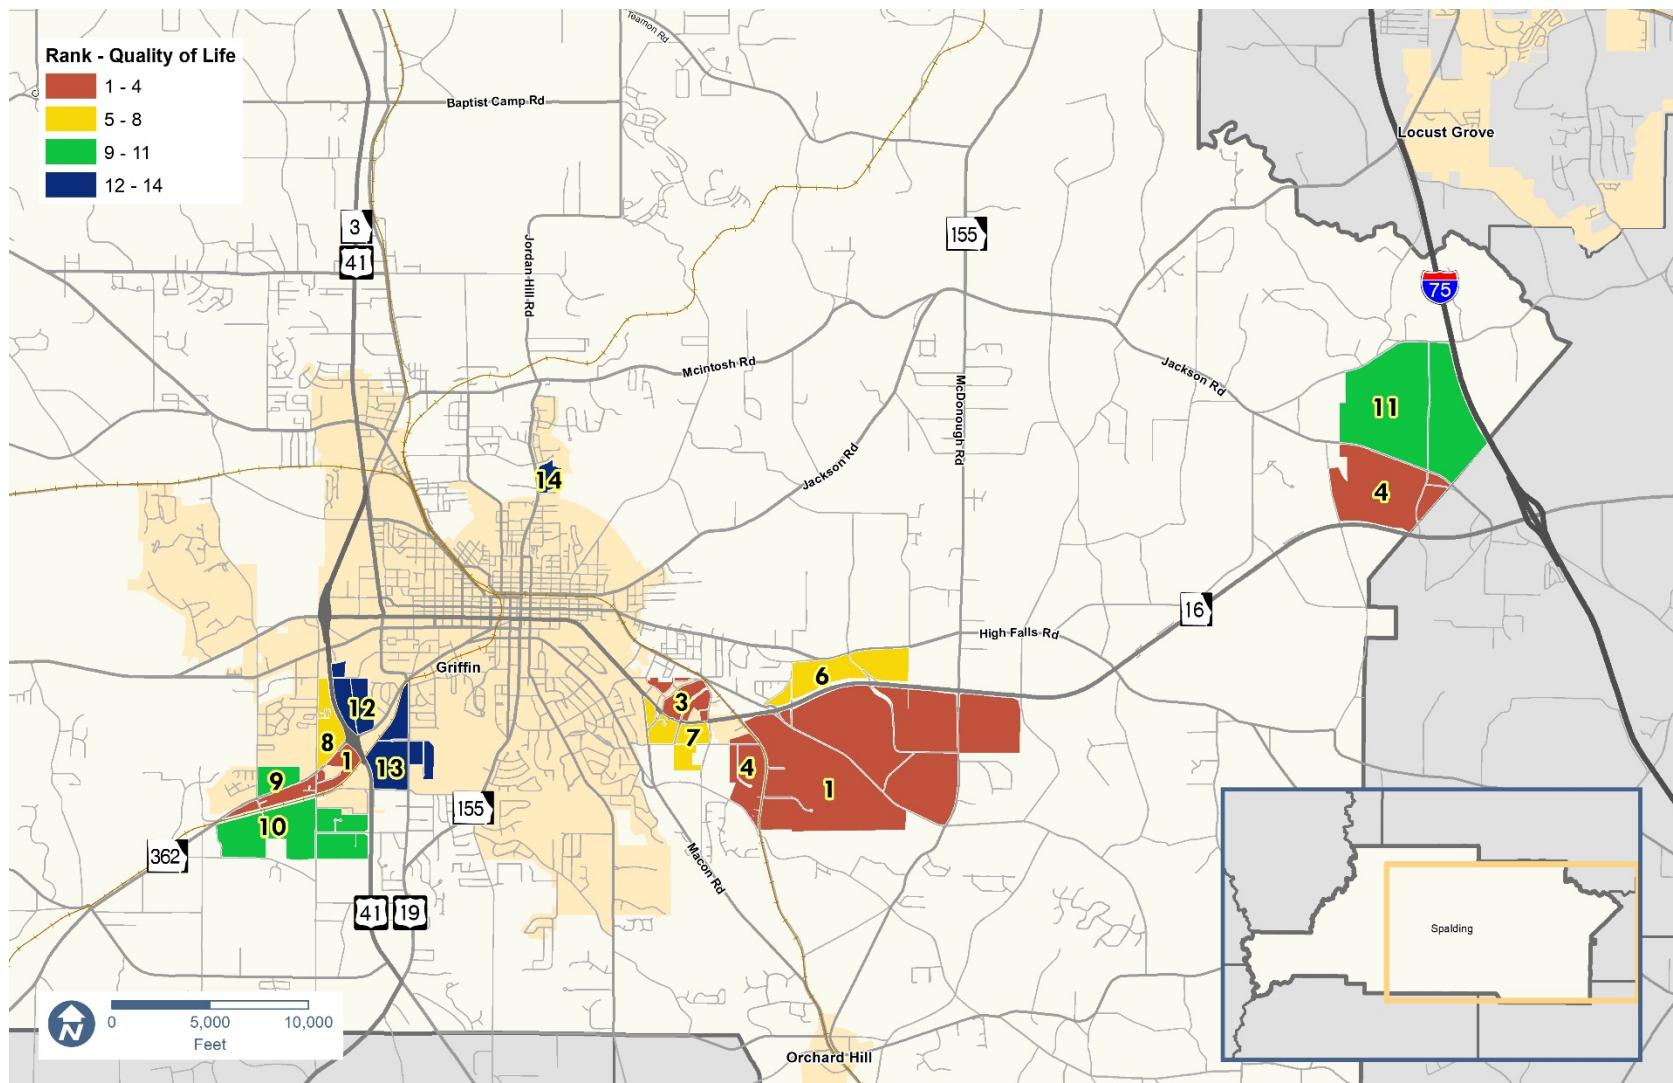 Teamon Rd
Rank - Quality of Life
1 - 4
5 - 8
9 - 11
12 - 14
Baptist Camp Rd
Locust Grove
3
41
155
Jordan Hill Rd
75
Mcintosh Rd
Jackson Rd
McDonough Rd
11
Jackson Rd
14
4
16
High Falls Rd
Griffin
6
3
12
7
8
1
13
4
9
1
10
155
362
Macon Rd
41
19
Spalding
N
0
5,000
10,000
Feet
Orchard Hill